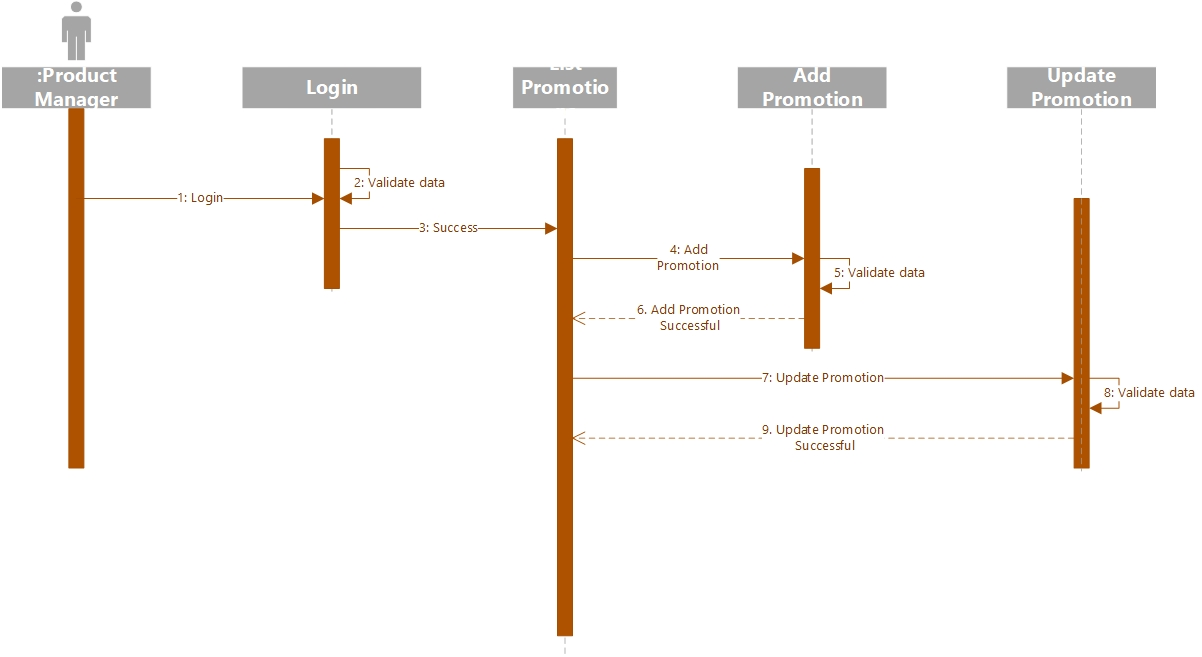 :Product
Manager
Login
List
Promotio
Add
Promotion
Update
Promotion
2: Validate data
1: Login
3: Success
4: Add
Promotion
5: Validate data
6. Add Promotion
Successful
7: Update Promotion
8: Validate data
9. Update Promotion
Successful